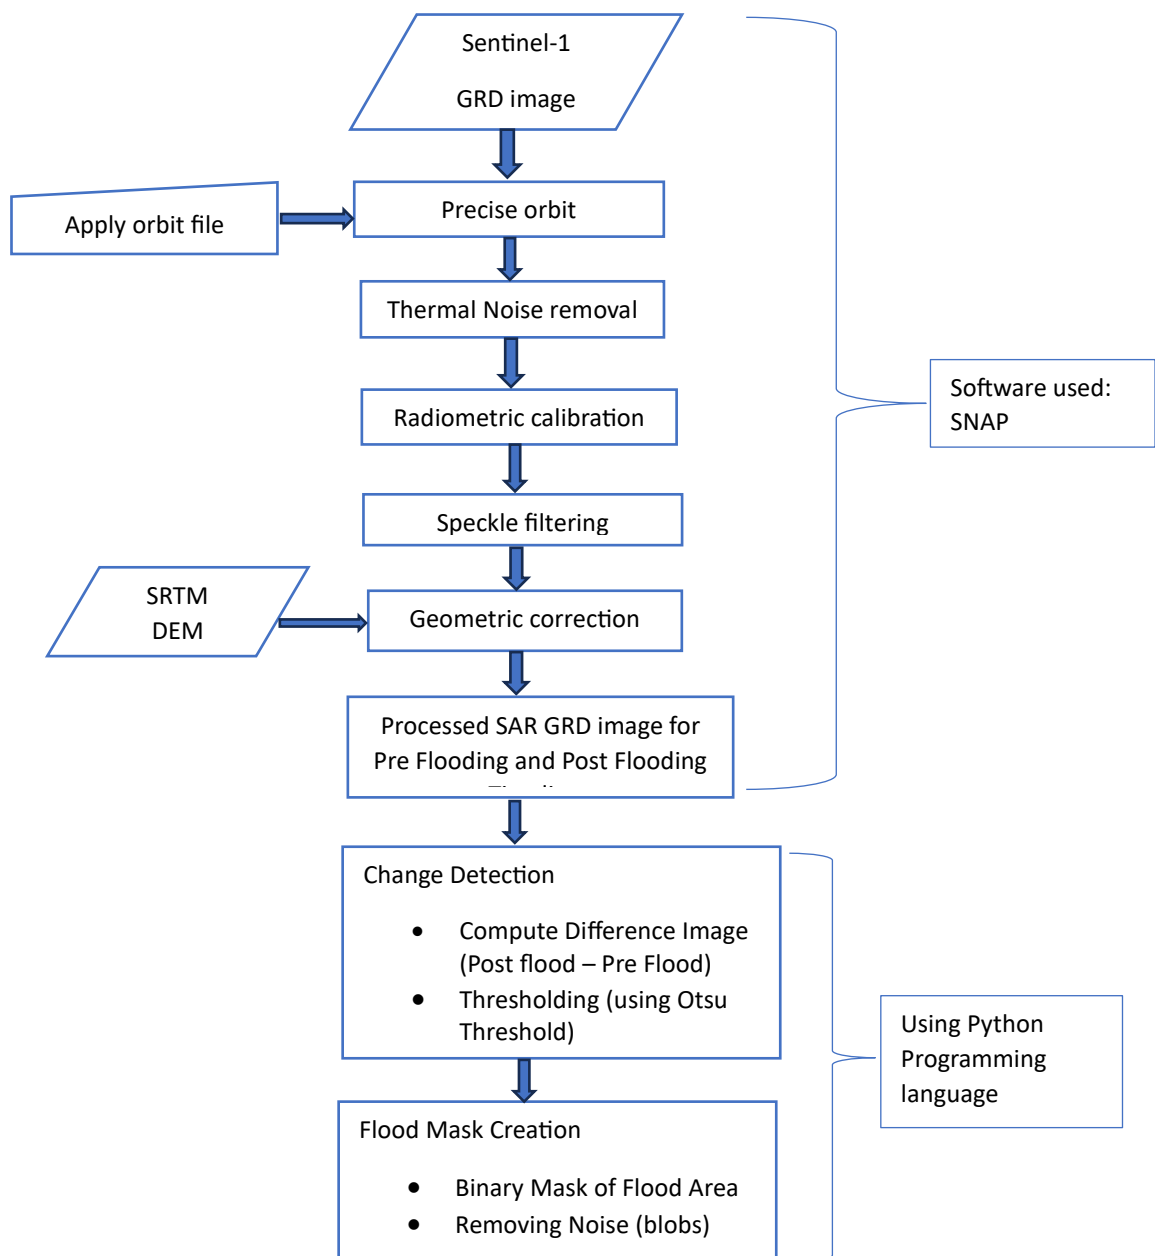 Sentinel-1
GRD image
Apply orbit file
Precise orbit
Thermal Noise removal
Radiometric calibration
Software used:
SNAP
Speckle filtering
SRTM
DEM
Geometric correction
Processed SAR GRD image for
Pre Flooding and Post Flooding
Change Detection
• Compute Difference Image
(Post flood – Pre Flood)
• Thresholding (using Otsu
Threshold)
Using Python
Programming
language
Flood Mask Creation
• Binary Mask of Flood Area
• Removing Noise (blobs)